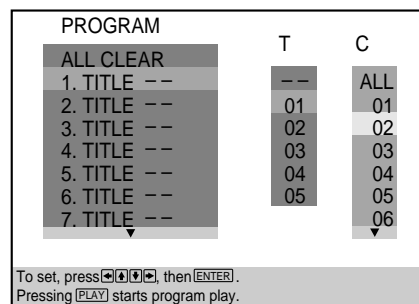 PROGRAM
T C
ALL CLEAR
1. TITLE – –
2. TITLE – –
3. TITLE – –
4. TITLE – –
5. TITLE – –
6. TITLE – –
7. TITLE – –
– –
01
02
03
04
05
ALL
01
02
03
04
05
06
To set, press ←↑↓→, then ENTER.
Pressing PLAY starts program play.